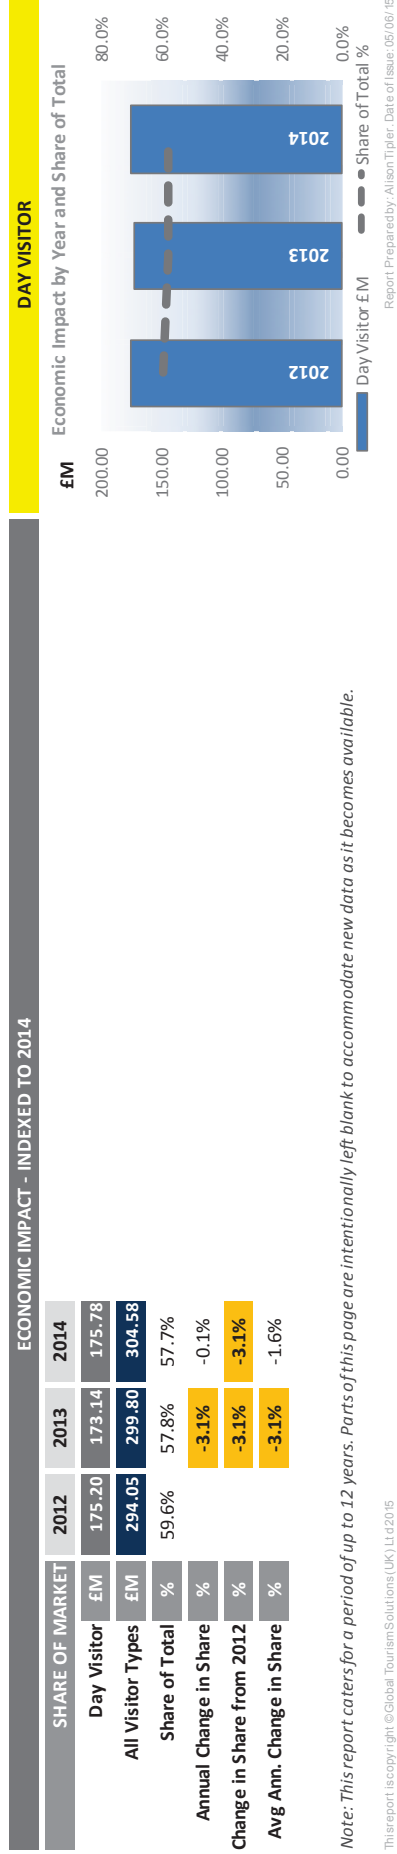 ECONOMIC IMPACT - INDEXED TO 2014
DAY VISITOR
SHARE OF MARKET 2012 2013 2014
Day Visitor £M 175.20 173.14 175.78
All Visitor Types £M 294.05 299.80 304.58
Share of Total % 59.6% 57.8% 57.7%
Annual Change in Share % -3.1% -0.1%
Change in Share from 2012 % -3.1% -3.1%
Avg Ann. Change in Share % -3.1% -1.6%
£M
Economic Impact by Year and Share of Total
200.00 80.0%
150.00 60.0%
100.00 40.0%
50.00 20.0%
0.00 0.0%
2012 2013 2014
Day Visitor £M Share of Total %
Note: This report caters for a period of up to 12 years. Parts of this page are intentionally left blank to accommodate new data as it becomes available.
This report is copyright © Global Tourism Solutions (UK) Ltd 2015
Report Prepared by: Alison Tipler. Date of Issue: 05/06/15